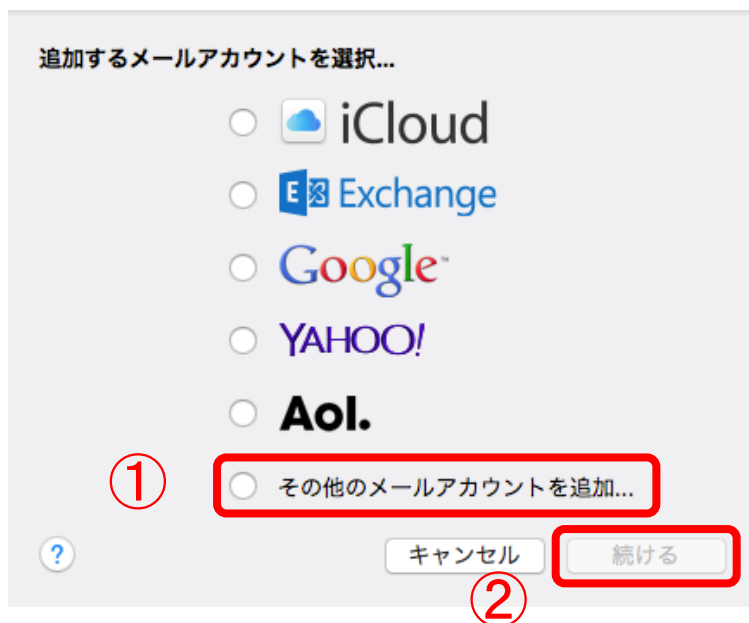 追加するメールアカウントを選択...
iCloud
E Exchange
Google™
YAHOO!
Aol.
① その他のメールアカウントを追加...
? キャンセル 続ける
②